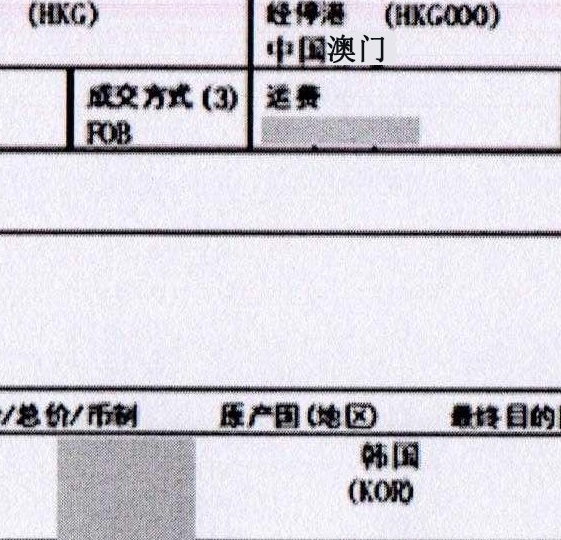 (HKG)
经停港 (HKG000)
中国澳门
成交方式 (3)
运费
FOB
/总价/币制
原产国(地区)
最终目的
韩国
(KOR)